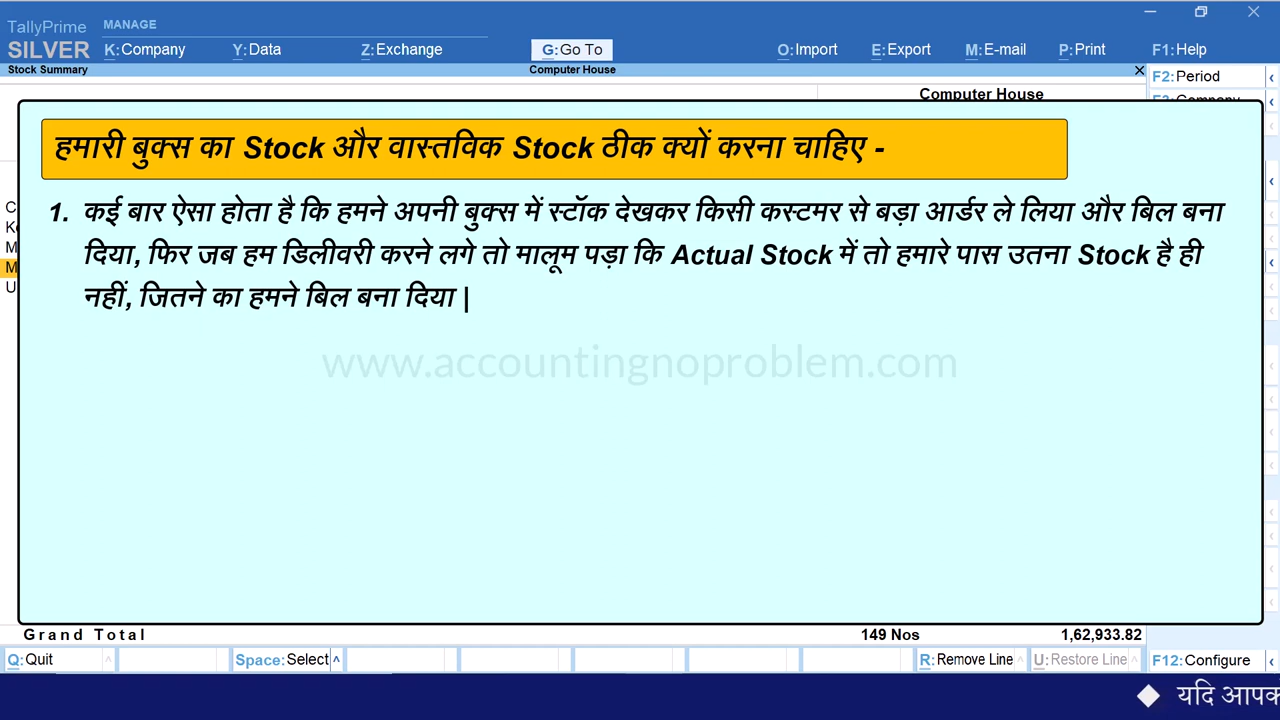 TallyPrime
MANAGE
SILVER
K:Company
Y:Data
Z:Exchange
G:Go To
O:Import
E:Export
M:E-mail
P:Print
F1:Help
Stock Summary
Computer House
F2:Period
Computer House
हमारी बुक्स का Stock और वास्तविक Stock ठीक क्यों करना चाहिए -
1. कई बार ऐसा होता है कि हमने अपनी बुक्स में स्टॉक देखकर किसी कस्टमर से बड़ा आर्डर ले लिया और बिल बना
दिया, फिर जब हम डिलीवरी करने लगे तो मालूम पड़ा कि Actual Stock में तो हमारे पास उतना Stock है ही
नहीं, जितने का हमने बिल बना दिया |
www.accountingnoproblem.com
Grand Total
149 Nos
1,62,933.82
Q:Quit
Space:Select
R:Remove Line
U:Restore Line
F12:Configure
यदि